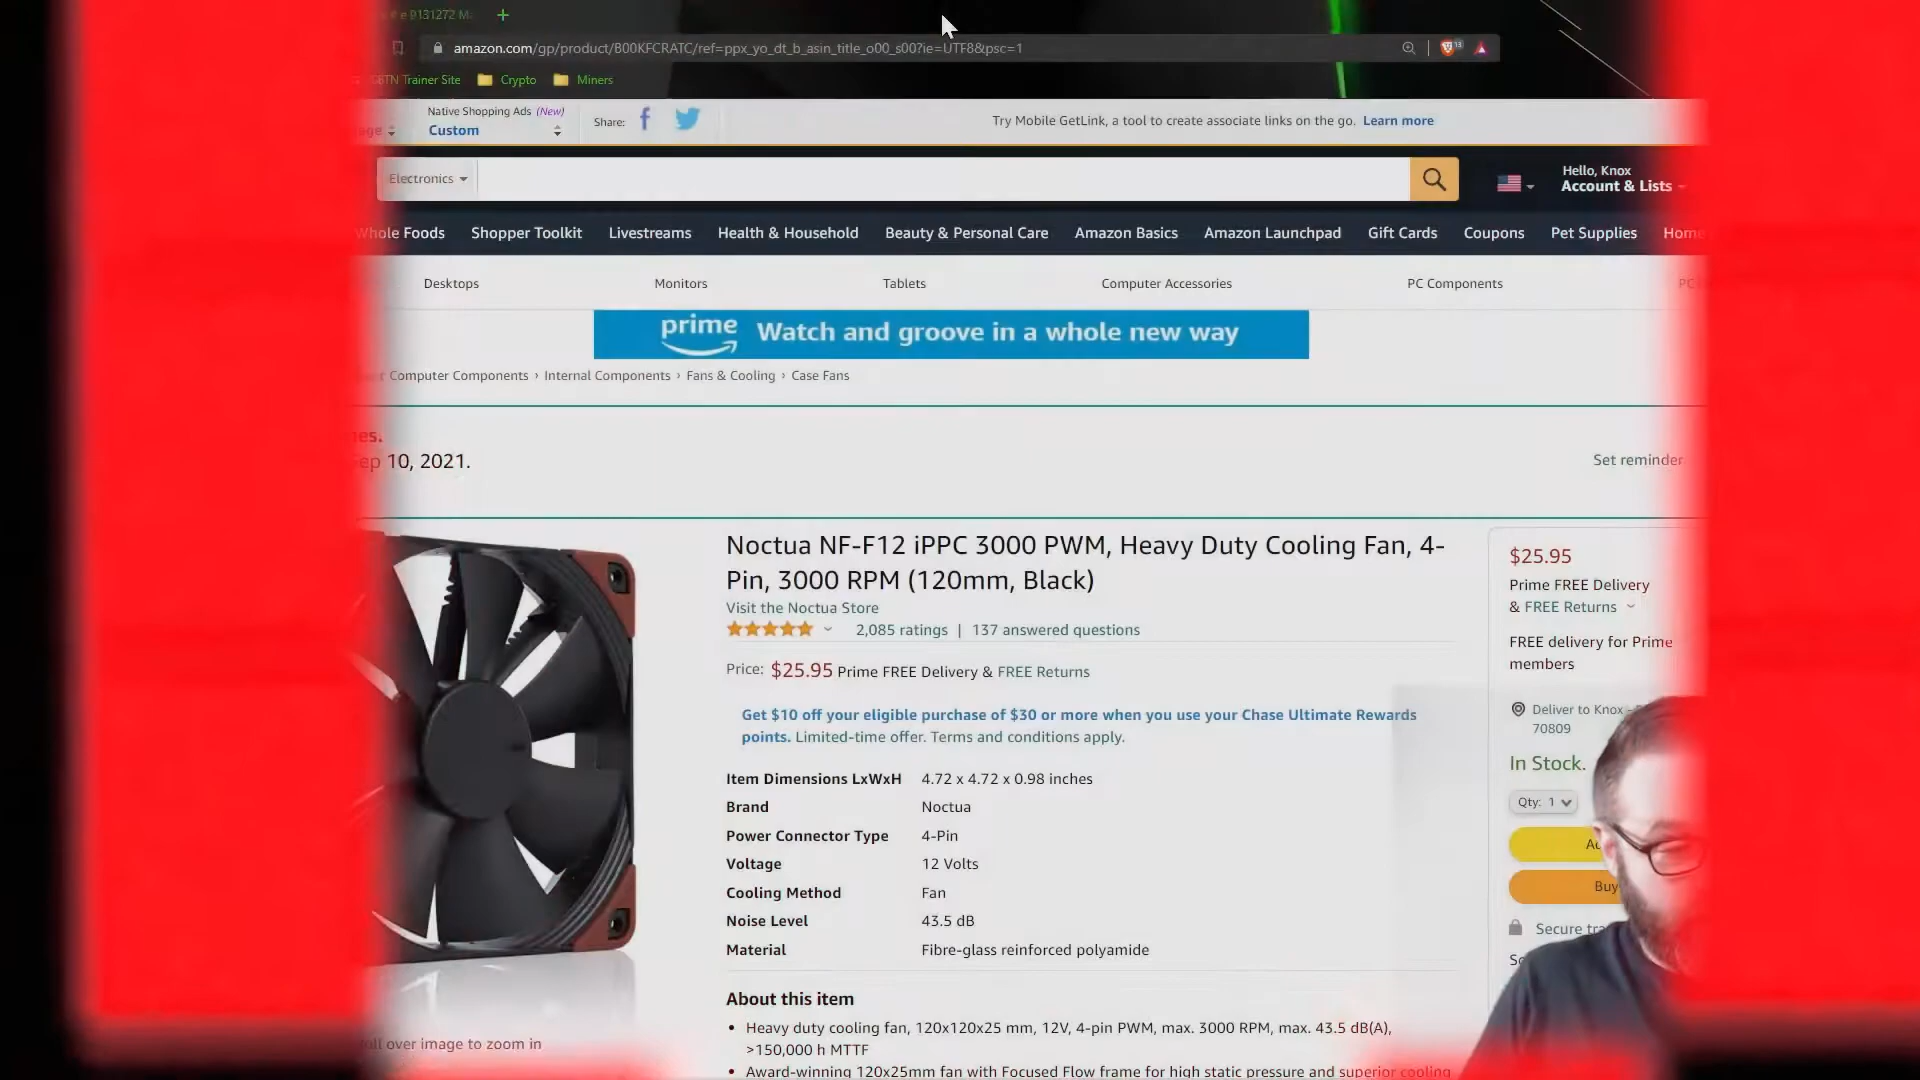 9131272 M
amazon.com/gp/product/B00KFCRATC/ref=ppx_yo_dt_b_asin_title_o00_s00?ie=UTF8&psc=1
13
GBTN Trainer Site
Crypto
Miners
Native Shopping Ads (New)
Custom
Share:
Try Mobile GetLink, a tool to create associate links on the go. Learn more
Electronics
Hello, Knox
Account & Lists
Whole Foods
Shopper Toolkit
Livestreams
Health & Household
Beauty & Personal Care
Amazon Basics
Amazon Launchpad
Gift Cards
Coupons
Pet Supplies
Home
Desktops
Monitors
Tablets
Computer Accessories
PC Components
PC
prime Watch and groove in a whole new way
Computer Components › Internal Components › Fans & Cooling › Case Fans
Sep 10, 2021.
Set reminder
Noctua NF-F12 iPPC 3000 PWM, Heavy Duty Cooling Fan, 4-
Pin, 3000 RPM (120mm, Black)
Visit the Noctua Store
2,085 ratings | 137 answered questions
Price: $25.95 Prime FREE Delivery & FREE Returns
Get $10 off your eligible purchase of $30 or more when you use your Chase Ultimate Rewards
points. Limited-time offer. Terms and conditions apply.
Item Dimensions LxWxH 4.72 x 4.72 x 0.98 inches
Brand Noctua
Power Connector Type 4-Pin
Voltage 12 Volts
Cooling Method Fan
Noise Level 43.5 dB
Material Fibre-glass reinforced polyamide
About this item
• Heavy duty cooling fan, 120x120x25 mm, 12V, 4-pin PWM, max. 3000 RPM, max. 43.5 dB(A),
>150,000 h MTTF
• Award-winning 120x25mm fan with Focused Flow frame for high static pressure and superior cooling
over image to zoom in
$25.95
Prime FREE Delivery
& FREE Returns
FREE delivery for Prime
members
Deliver to Knox -
70809
In Stock.
Qty: 1
Buy
Secure